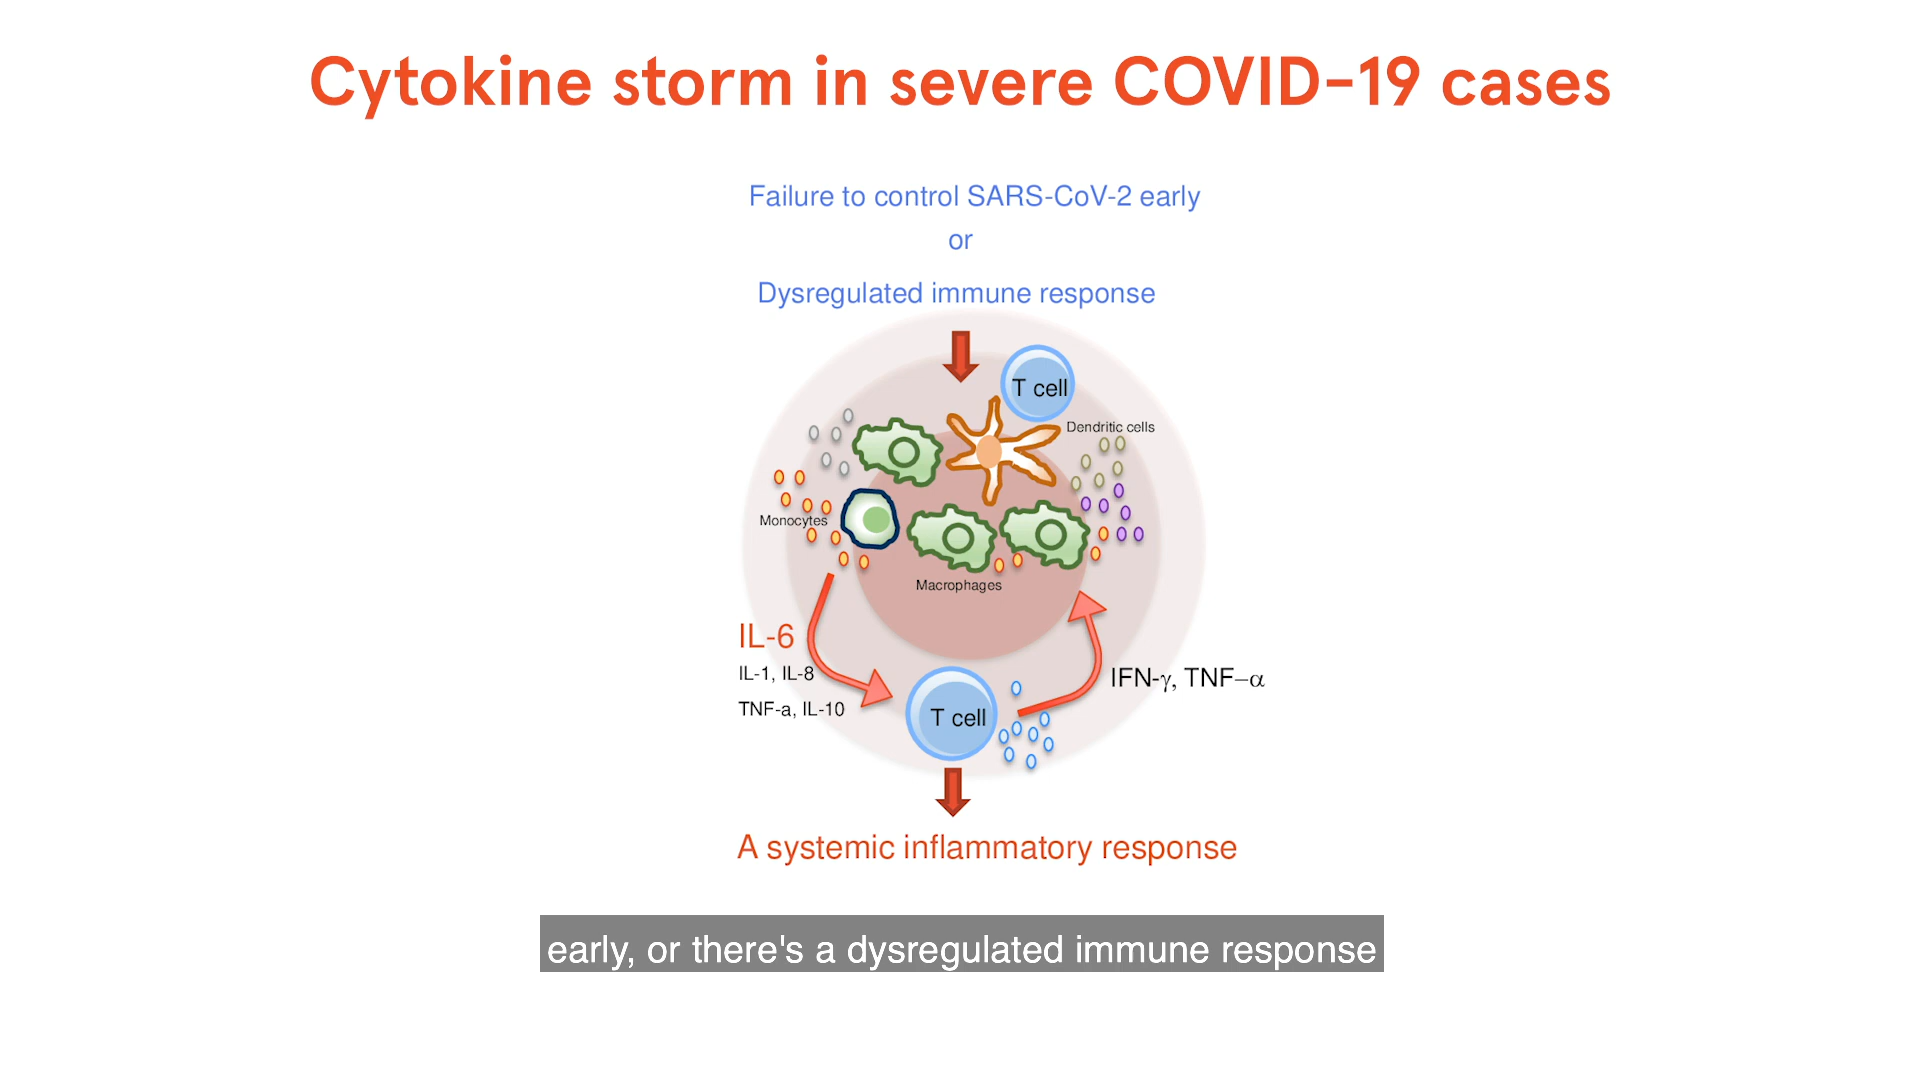 Cytokine storm in severe COVID-19 cases
Failure to control SARS-CoV-2 early
or
Dysregulated immune response
T cell
Dendritic cells
Monocytes
Macrophages
IL-6
IL-1, IL-8
TNF-a, IL-10
T cell
IFN-γ, TNF–α
A systemic inflammatory response
early, or there's a dysregulated immune response